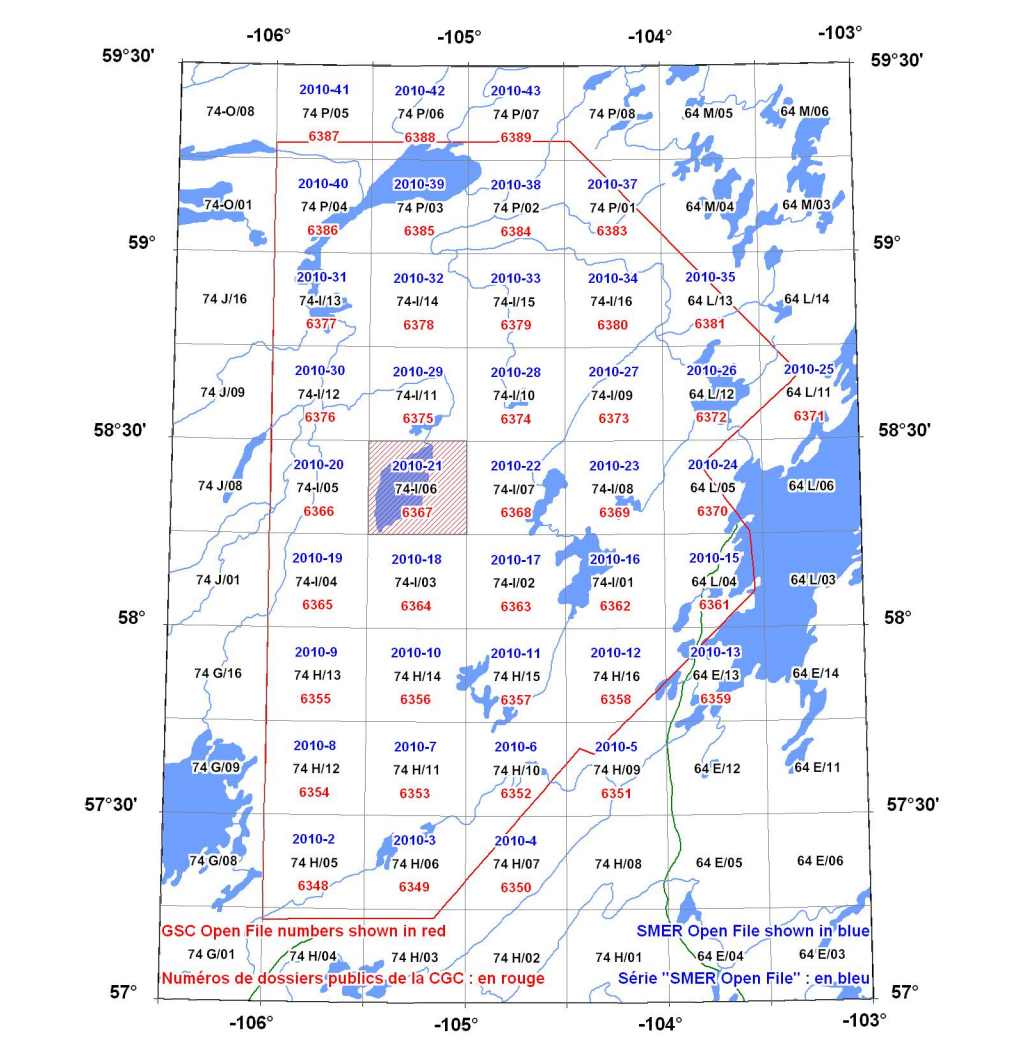 -106° -105° -104° -103°
59°30' 59°30'
2010-41 2010-42 2010-43
74-O/08 74 P/05 74 P/06 74 P/07 74 P/08 64 M/05 64 M/06
6387 6388 6389
2010-40 2010-39 2010-38 2010-37
74-O/01 74 P/04 74 P/03 74 P/02 74 P/01 64 M/04 64 M/03
6386 6385 6384 6383
59° 59°
2010-31 2010-32 2010-33 2010-34 2010-35
74 J/16 74-I/13 74-I/14 74-I/15 74-I/16 64 L/13 64 L/14
6377 6378 6379 6380 6381
2010-30 2010-29 2010-28 2010-27 2010-26 2010-25
74 J/09 74-I/12 74-I/11 74-I/10 74-I/09 64 L/12 64 L/11
6376 6375 6374 6373 6372 6371
58°30' 58°30'
2010-20 2010-21 2010-22 2010-23 2010-24
74 J/08 74-I/05 74-I/06 74-I/07 74-I/08 64 L/05 64 L/06
6366 6367 6368 6369 6370
2010-19 2010-18 2010-17 2010-16 2010-15
74 J/01 74-I/04 74-I/03 74-I/02 74-I/01 64 L/04 64 L/03
6365 6364 6363 6362 6361
58° 58°
2010-9 2010-10 2010-11 2010-12 2010-13
74 G/16 74 H/13 74 H/14 74 H/15 74 H/16 64 E/13 64 E/14
6355 6356 6357 6358 6359
2010-8 2010-7 2010-6 2010-5
74 G/09 74 H/12 74 H/11 74 H/10 74 H/09 64 E/12 64 E/11
6354 6353 6352 6351
57°30' 57°30'
2010-2 2010-3 2010-4
74 G/08 74 H/05 74 H/06 74 H/07 74 H/08 64 E/05 64 E/06
6348 6349 6350
GSC Open File numbers shown in red SMER Open File shown in blue
74 G/01 74 H/04 74 H/03 74 H/02 74 H/01 64 E/04 64 E/03
Numéros de dossiers publics de la CGC : en rouge Série "SMER Open File" : en bleu
57° 57°
-106° -105° -104° -103°